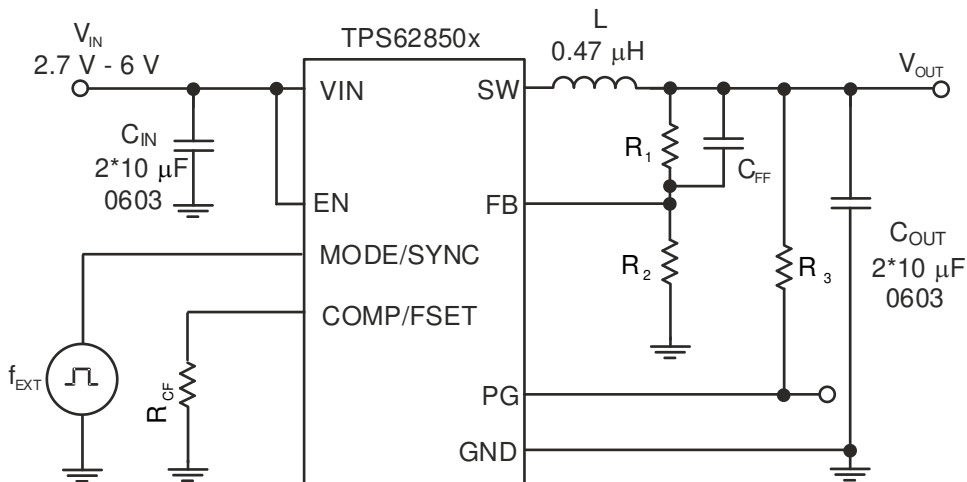 TPS62850x
V_IN
2.7 V - 6 V
L
0.47 μH
V_OUT
VIN
SW
C_IN
2*10 μF
0603
R_1
C_FF
EN
FB
MODE/SYNC
R_2
R_3
C_OUT
2*10 μF
0603
COMP/FSET
f_EXT
R_CF
PG
GND